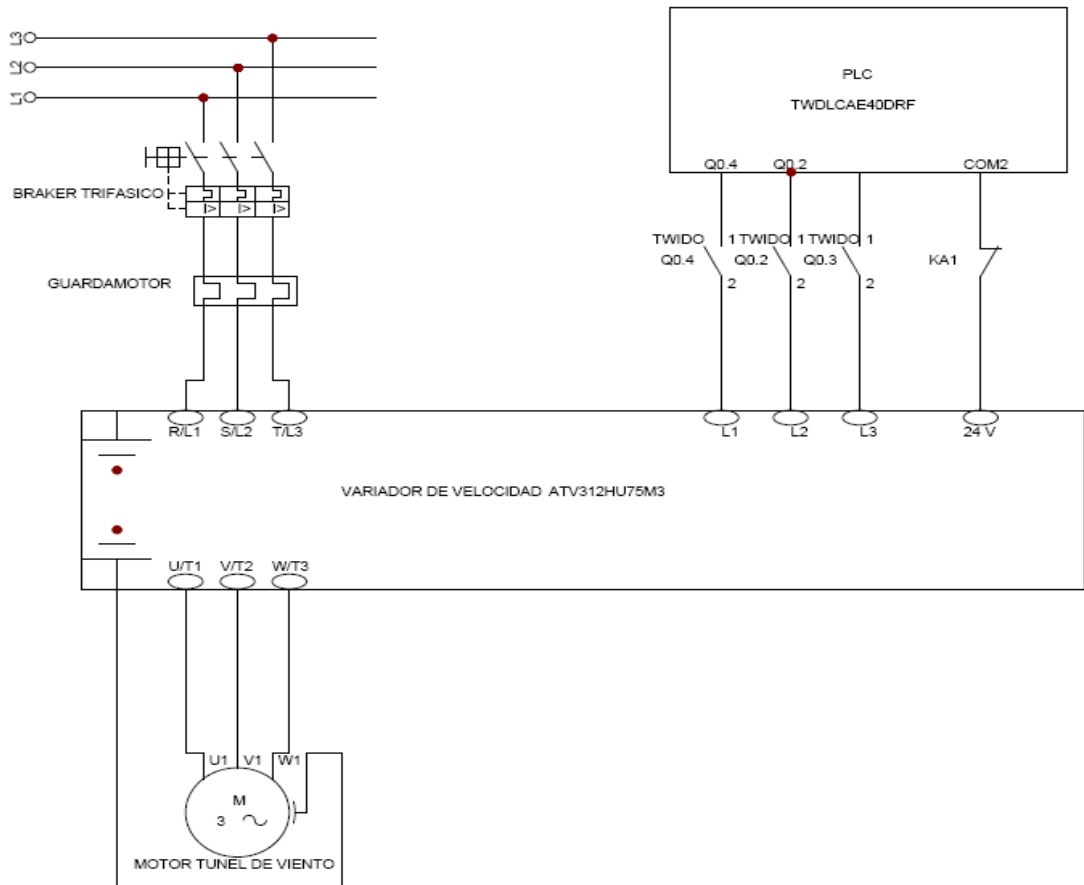 L3
L2
L1
BRAKER TRIFASICO
I> I> I>
GUARDAMOTOR
PLC
TWDLCAE40DRF
Q0.4 Q0.2 COM2
TWIDO 1 TWIDO 1 TWIDO 1
Q0.4 Q0.2 Q0.3 KA1
2 2 2
R/L1 S/L2 T/L3 L1 L2 L3 24 V
VARIADOR DE VELOCIDAD ATV312HU75M3
U/T1 V/T2 W/T3
U1 V1 W1
M
3
MOTOR TUNEL DE VIENTO